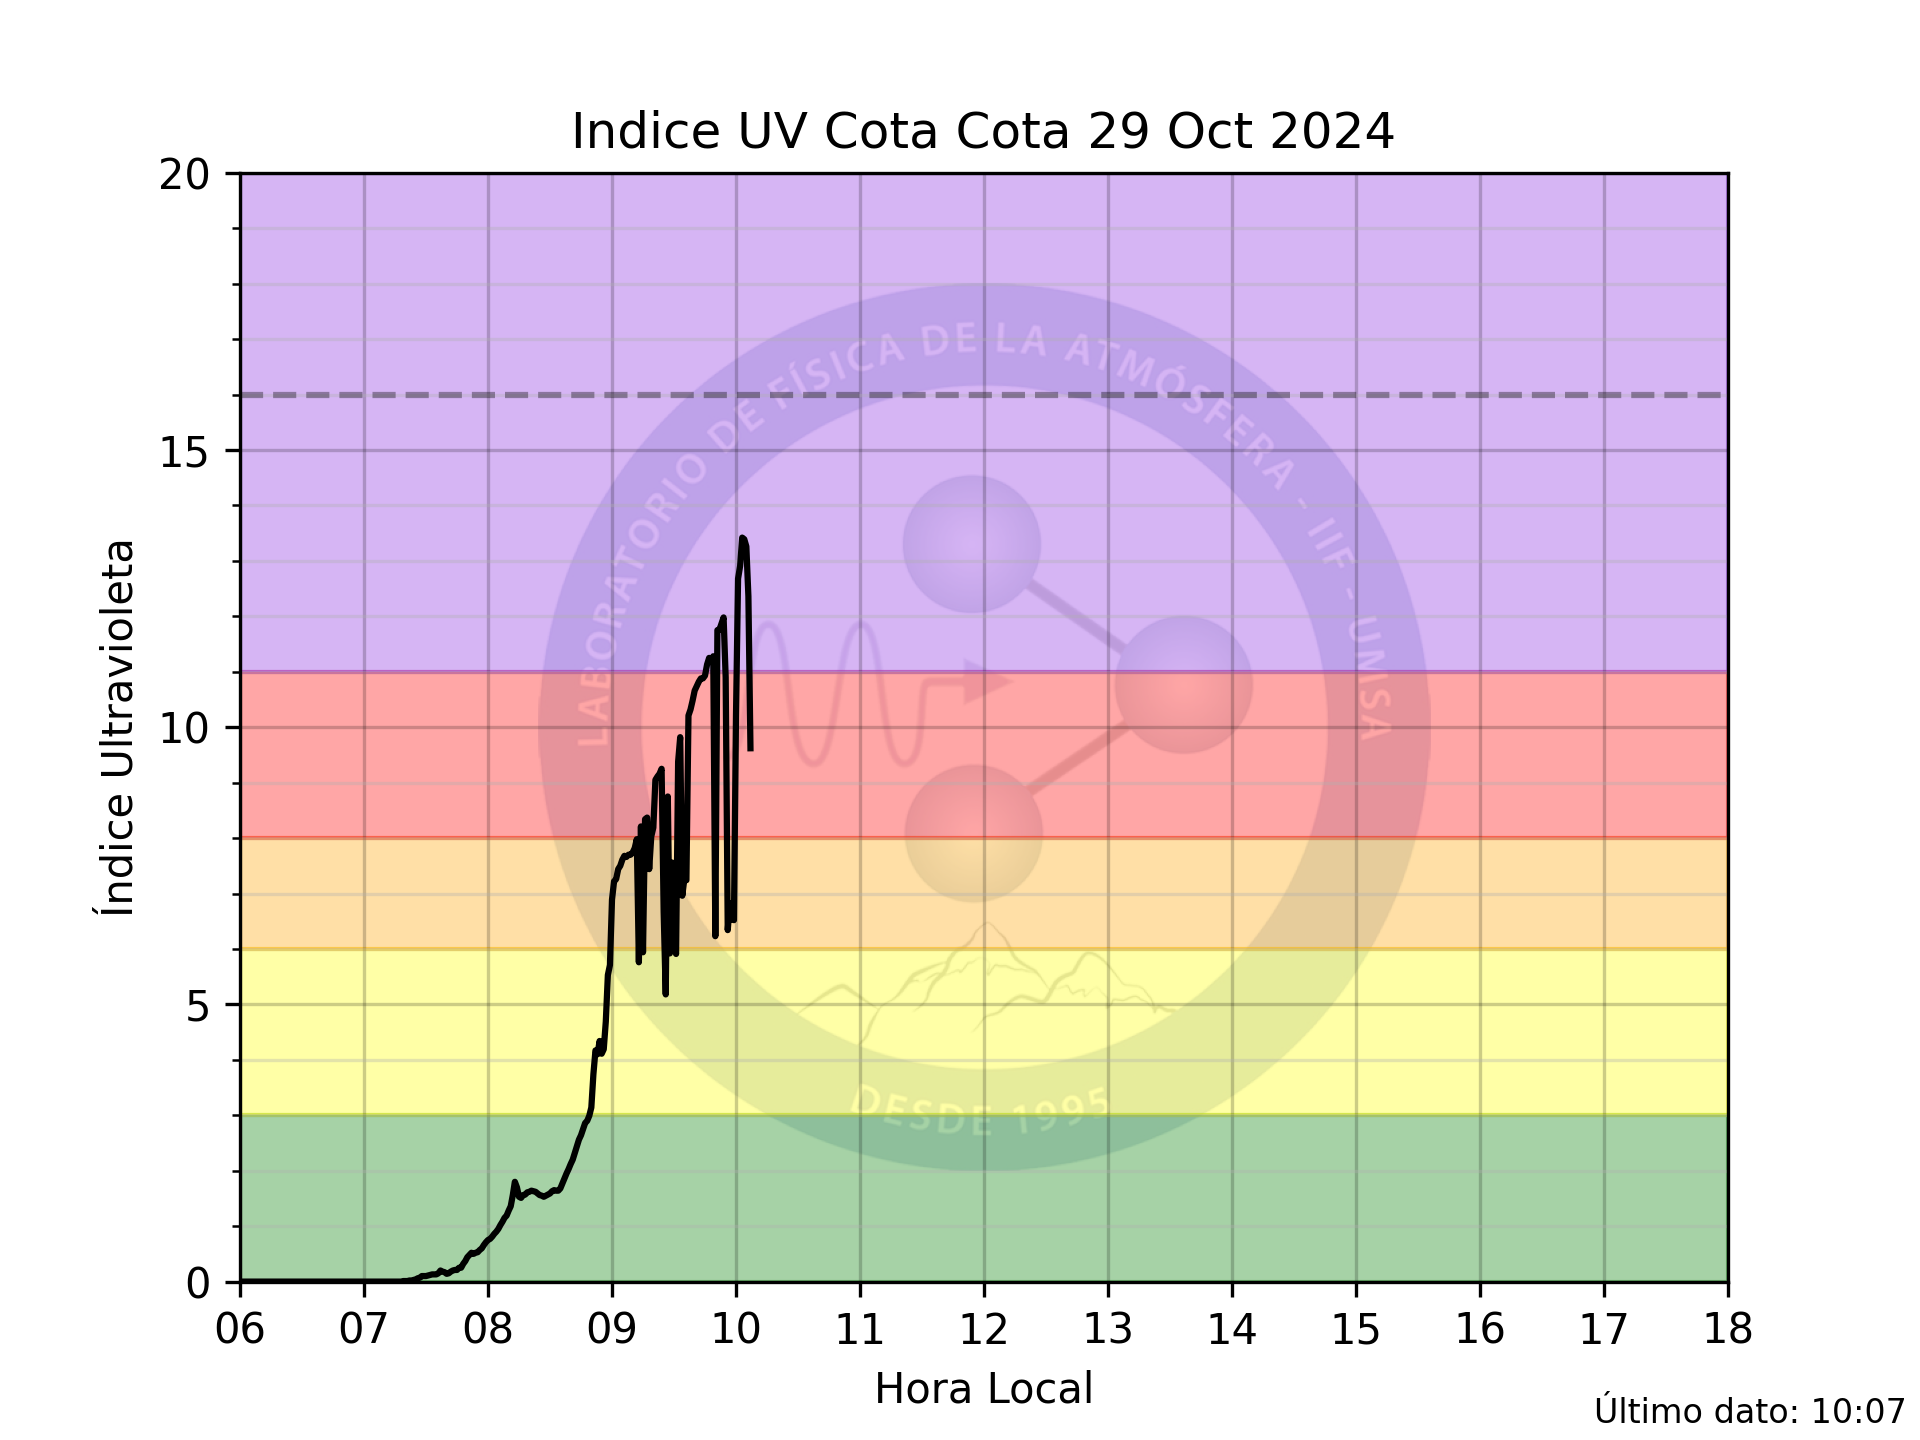 Indice UV Cota Cota 29 Oct 2024
20
15
10
5
0
Índice Ultravioleta
LABORATORIO DE FÍSICA DE LA ATMÓSFERA - IIF - UMSA
DESDE 1995
06 07 08 09 10 11 12 13 14 15 16 17 18
Hora Local
Último dato: 10:07